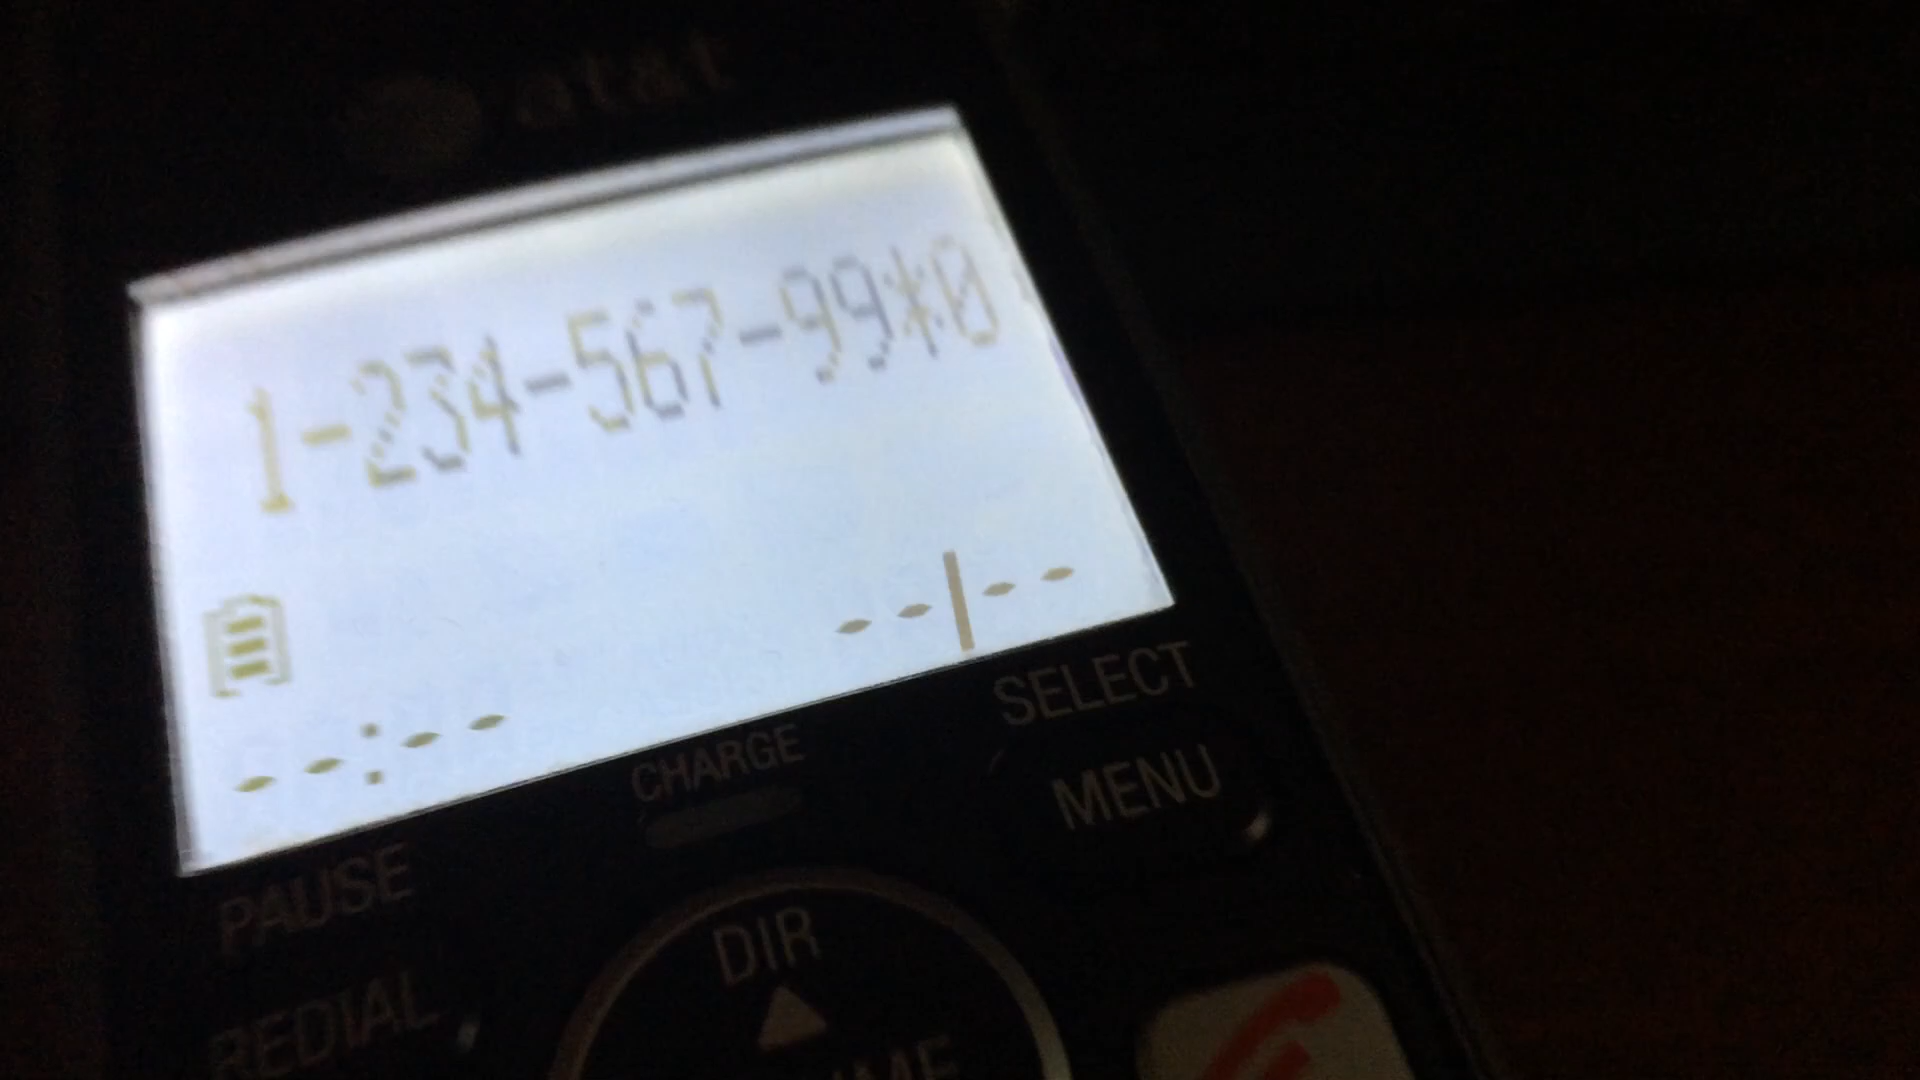 at&t
1-234-567-99*0
--|--
--:--
SELECT
CHARGE
MENU
PAUSE
DIR
REDIAL